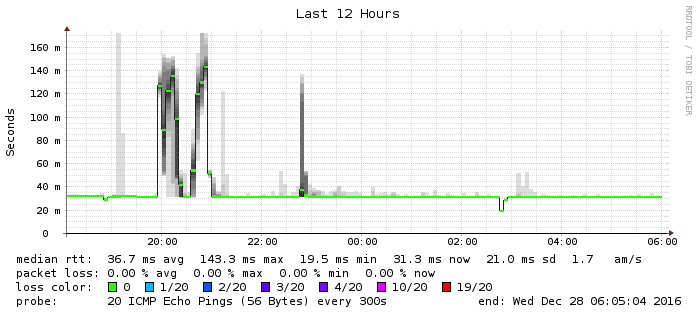 Last 12 Hours
RRDTOOL / TOBI OETIKER
Seconds
160 m
140 m
120 m
100 m
80 m
60 m
40 m
20 m
0
20:00 22:00 00:00 02:00 04:00 06:00
median rtt: 36.7 ms avg 143.3 ms max 19.5 ms min 31.3 ms now 21.0 ms sd 1.7 am/s
packet loss: 0.00 % avg 0.00 % max 0.00 % min 0.00 % now
loss color: 0 1/20 2/20 3/20 4/20 10/20 19/20
probe: 20 ICMP Echo Pings (56 Bytes) every 300s end: Wed Dec 28 06:05:04 2016